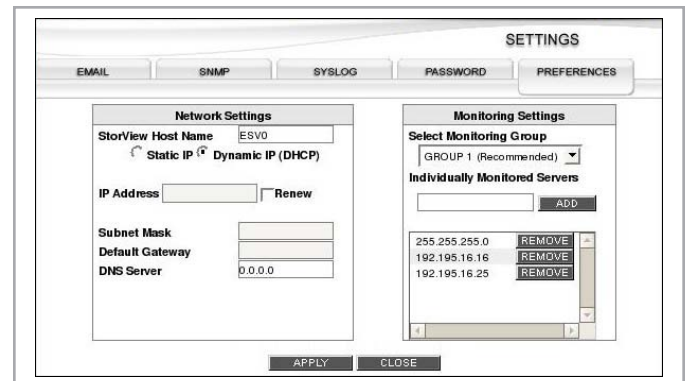 SETTINGS
EMAIL SNMP SYSLOG PASSWORD PREFERENCES
Network Settings
StorView Host Name ESV0
Static IP Dynamic IP (DHCP)
IP Address Renew
Subnet Mask
Default Gateway
DNS Server 0.0.0.0
Monitoring Settings
Select Monitoring Group
GROUP 1 (Recommended)
Individually Monitored Servers
ADD
255.255.255.0 REMOVE
192.195.16.16 REMOVE
192.195.16.25 REMOVE
APPLY CLOSE